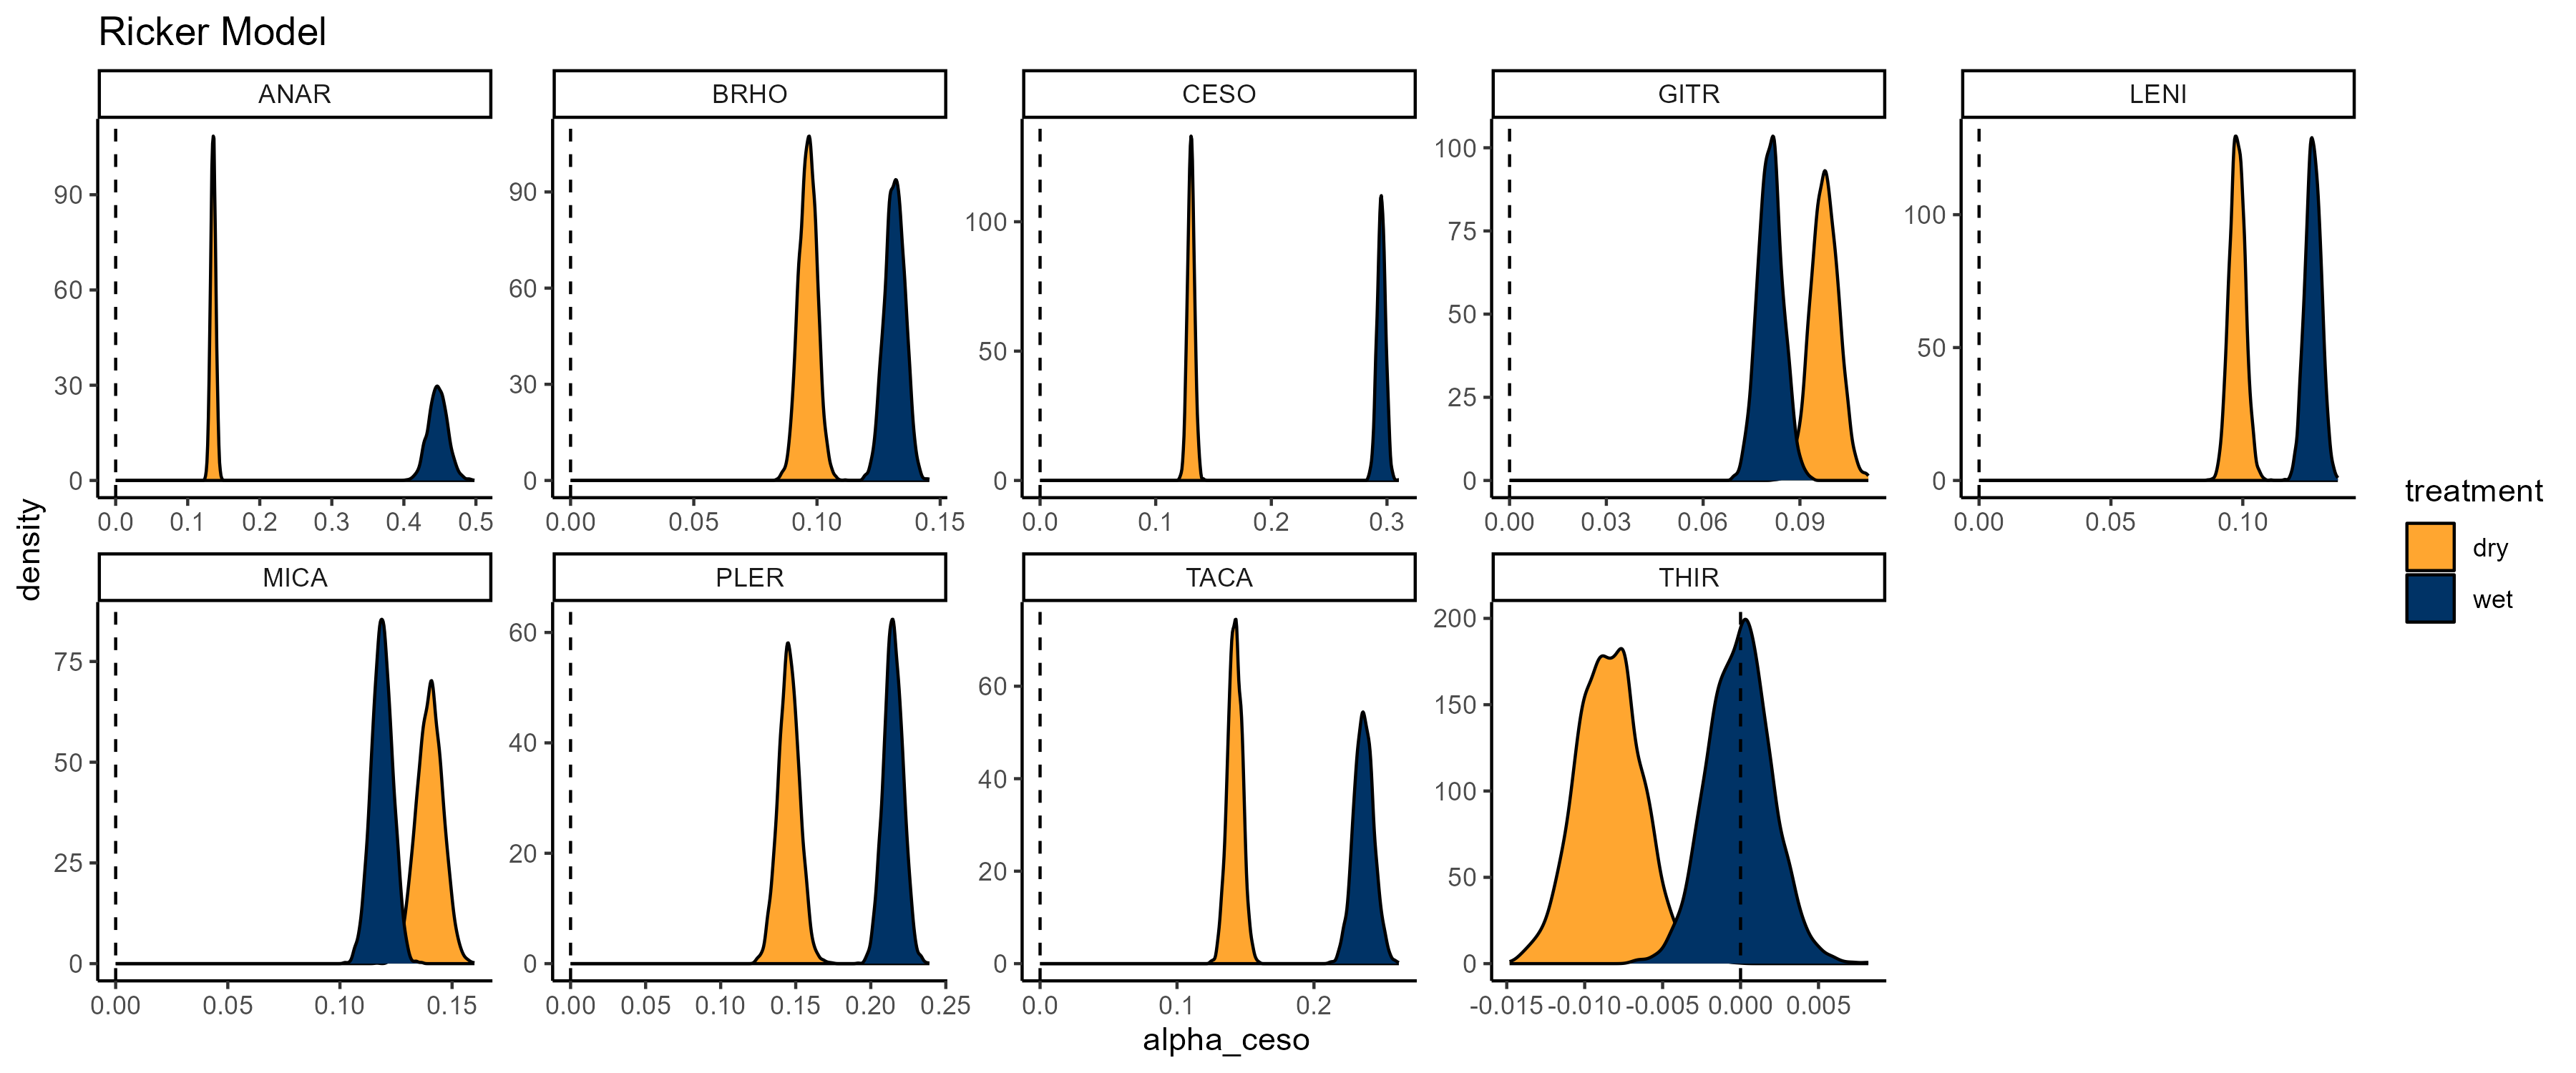 Ricker Model
ANAR BRHO CESO GITR LENI
90
60
30
0
0.0 0.1 0.2 0.3 0.4 0.5
90
60
30
0
0.00 0.05 0.10 0.15
100
50
0
0.0 0.1 0.2 0.3
100
75
50
25
0
0.00 0.03 0.06 0.09
100
50
0
0.00 0.05 0.10
MICA PLER TACA THIR
75
50
25
0
0.00 0.05 0.10 0.15
60
40
20
0
0.00 0.05 0.10 0.15 0.20 0.25
60
40
20
0
0.0 0.1 0.2
200
150
100
50
0
-0.015 -0.010 -0.005 0.000 0.005
density
alpha_ceso
treatment
dry
wet